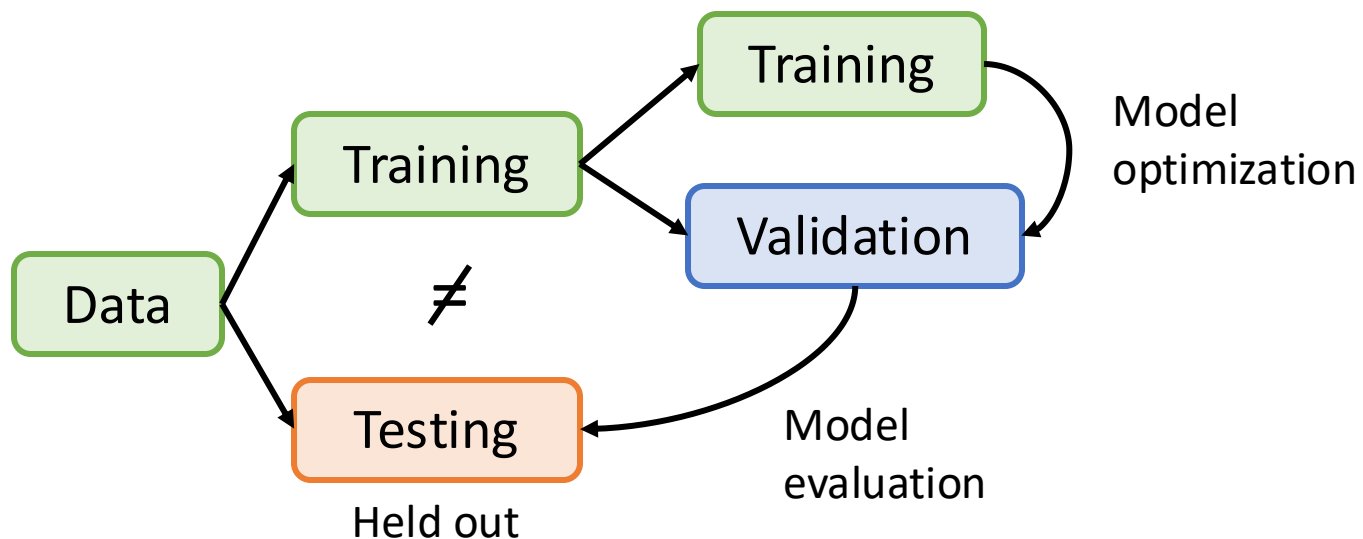 Training
Model
optimization
Training
Validation
Data
≠
Testing
Model
evaluation
Held out